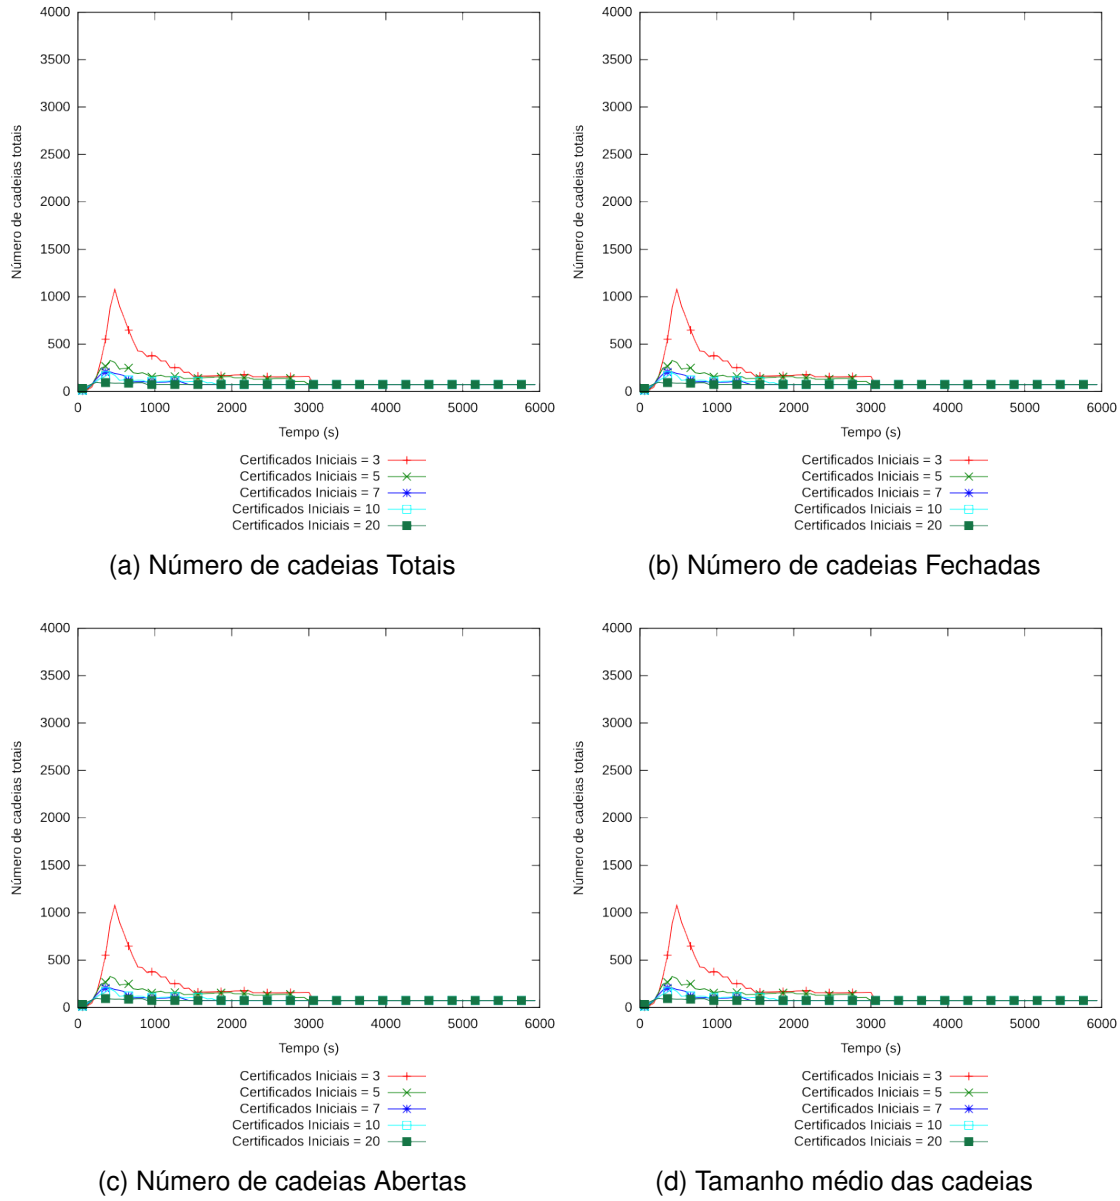 4000
3500
3000
2500
2000
1500
1000
500
0
Número de cadeias totais
0 1000 2000 3000 4000 5000 6000
Tempo (s)
Certificados Iniciais = 3
Certificados Iniciais = 5
Certificados Iniciais = 7
Certificados Iniciais = 10
Certificados Iniciais = 20
(a) Número de cadeias Totais
4000
3500
3000
2500
2000
1500
1000
500
0
Número de cadeias totais
0 1000 2000 3000 4000 5000 6000
Tempo (s)
Certificados Iniciais = 3
Certificados Iniciais = 5
Certificados Iniciais = 7
Certificados Iniciais = 10
Certificados Iniciais = 20
(b) Número de cadeias Fechadas
4000
3500
3000
2500
2000
1500
1000
500
0
Número de cadeias totais
0 1000 2000 3000 4000 5000 6000
Tempo (s)
Certificados Iniciais = 3
Certificados Iniciais = 5
Certificados Iniciais = 7
Certificados Iniciais = 10
Certificados Iniciais = 20
(c) Número de cadeias Abertas
4000
3500
3000
2500
2000
1500
1000
500
0
Número de cadeias totais
0 1000 2000 3000 4000 5000 6000
Tempo (s)
Certificados Iniciais = 3
Certificados Iniciais = 5
Certificados Iniciais = 7
Certificados Iniciais = 10
Certificados Iniciais = 20
(d) Tamanho médio das cadeias